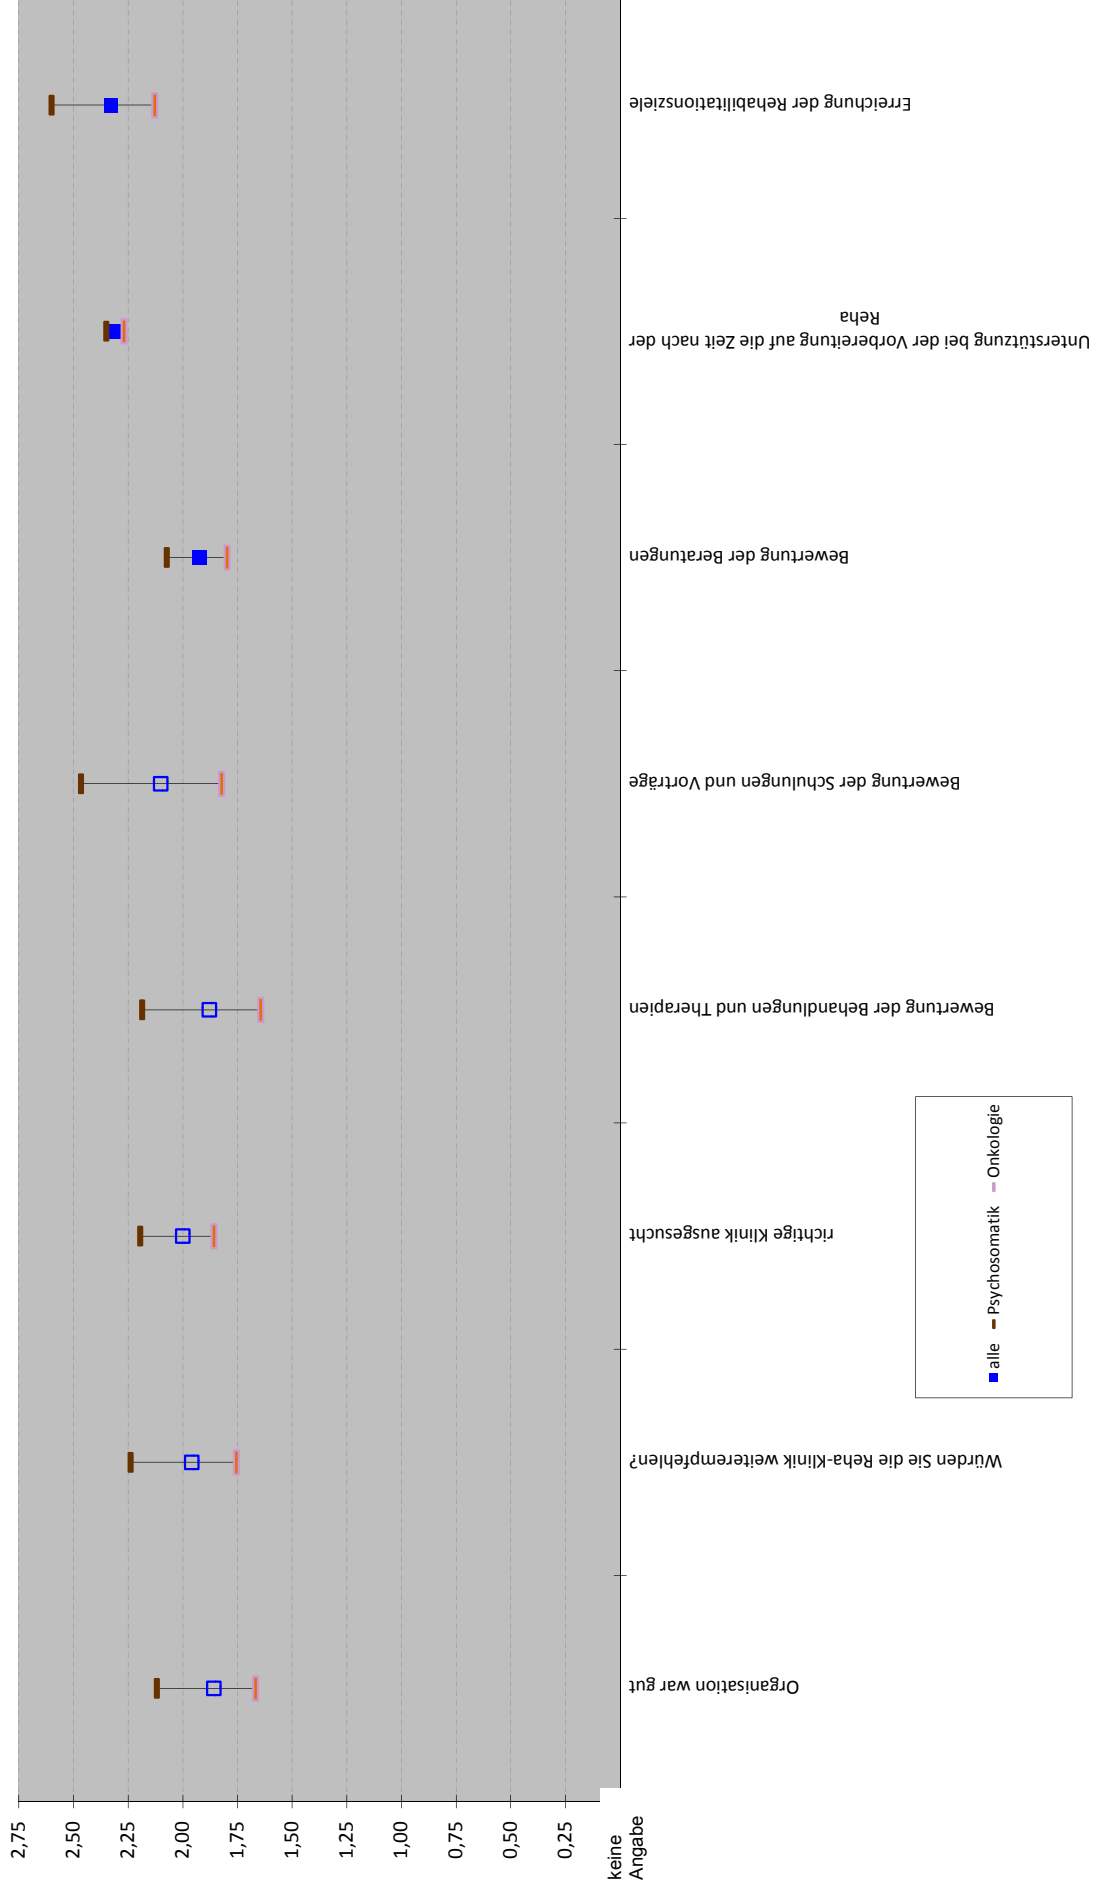 2,75
2,50
2,25
2,00
1,75
1,50
1,25
1,00
0,75
0,50
0,25
keine
Angabe
Organisation war gut
Würden Sie die Reha-Klinik weiterempfehlen?
richtige Klinik ausgesucht
Bewertung der Behandlungen und Therapien
Bewertung der Schulungen und Vorträge
Bewertung der Beratungen
Unterstützung bei der Vorbereitung auf die Zeit nach der
Reha
Erreichung der Rehabilitationsziele
alle Psychosomatik Onkologie